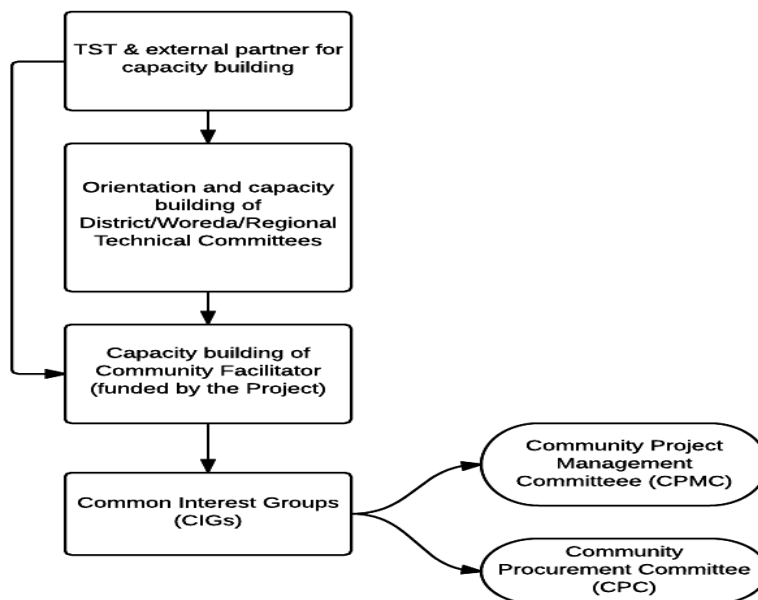 TST & external partner for
capacity building
Orientation and capacity
building of
District/Woreda/Regional
Technical Committees
Capacity building of
Community Facilitator
(funded by the Project)
Common Interest Groups
(CIGs)
Community Project
Management
Committeee (CPMC)
Community
Procurement Committee
(CPC)